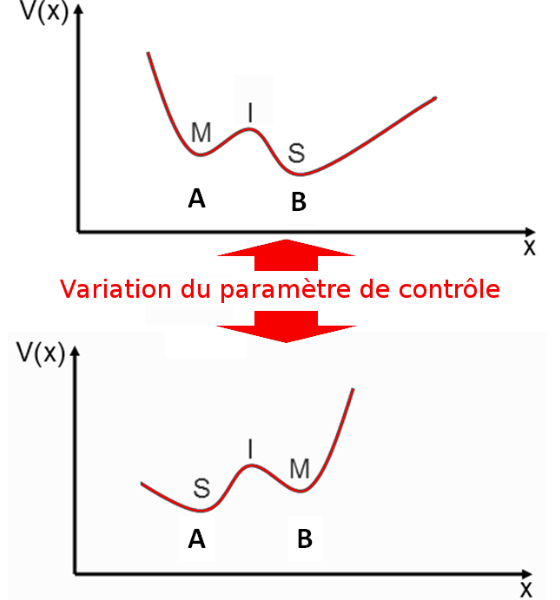 V(x)
I
M
S
A B
x
Variation du paramètre de contrôle
V(x)
I
M
S
A B
x